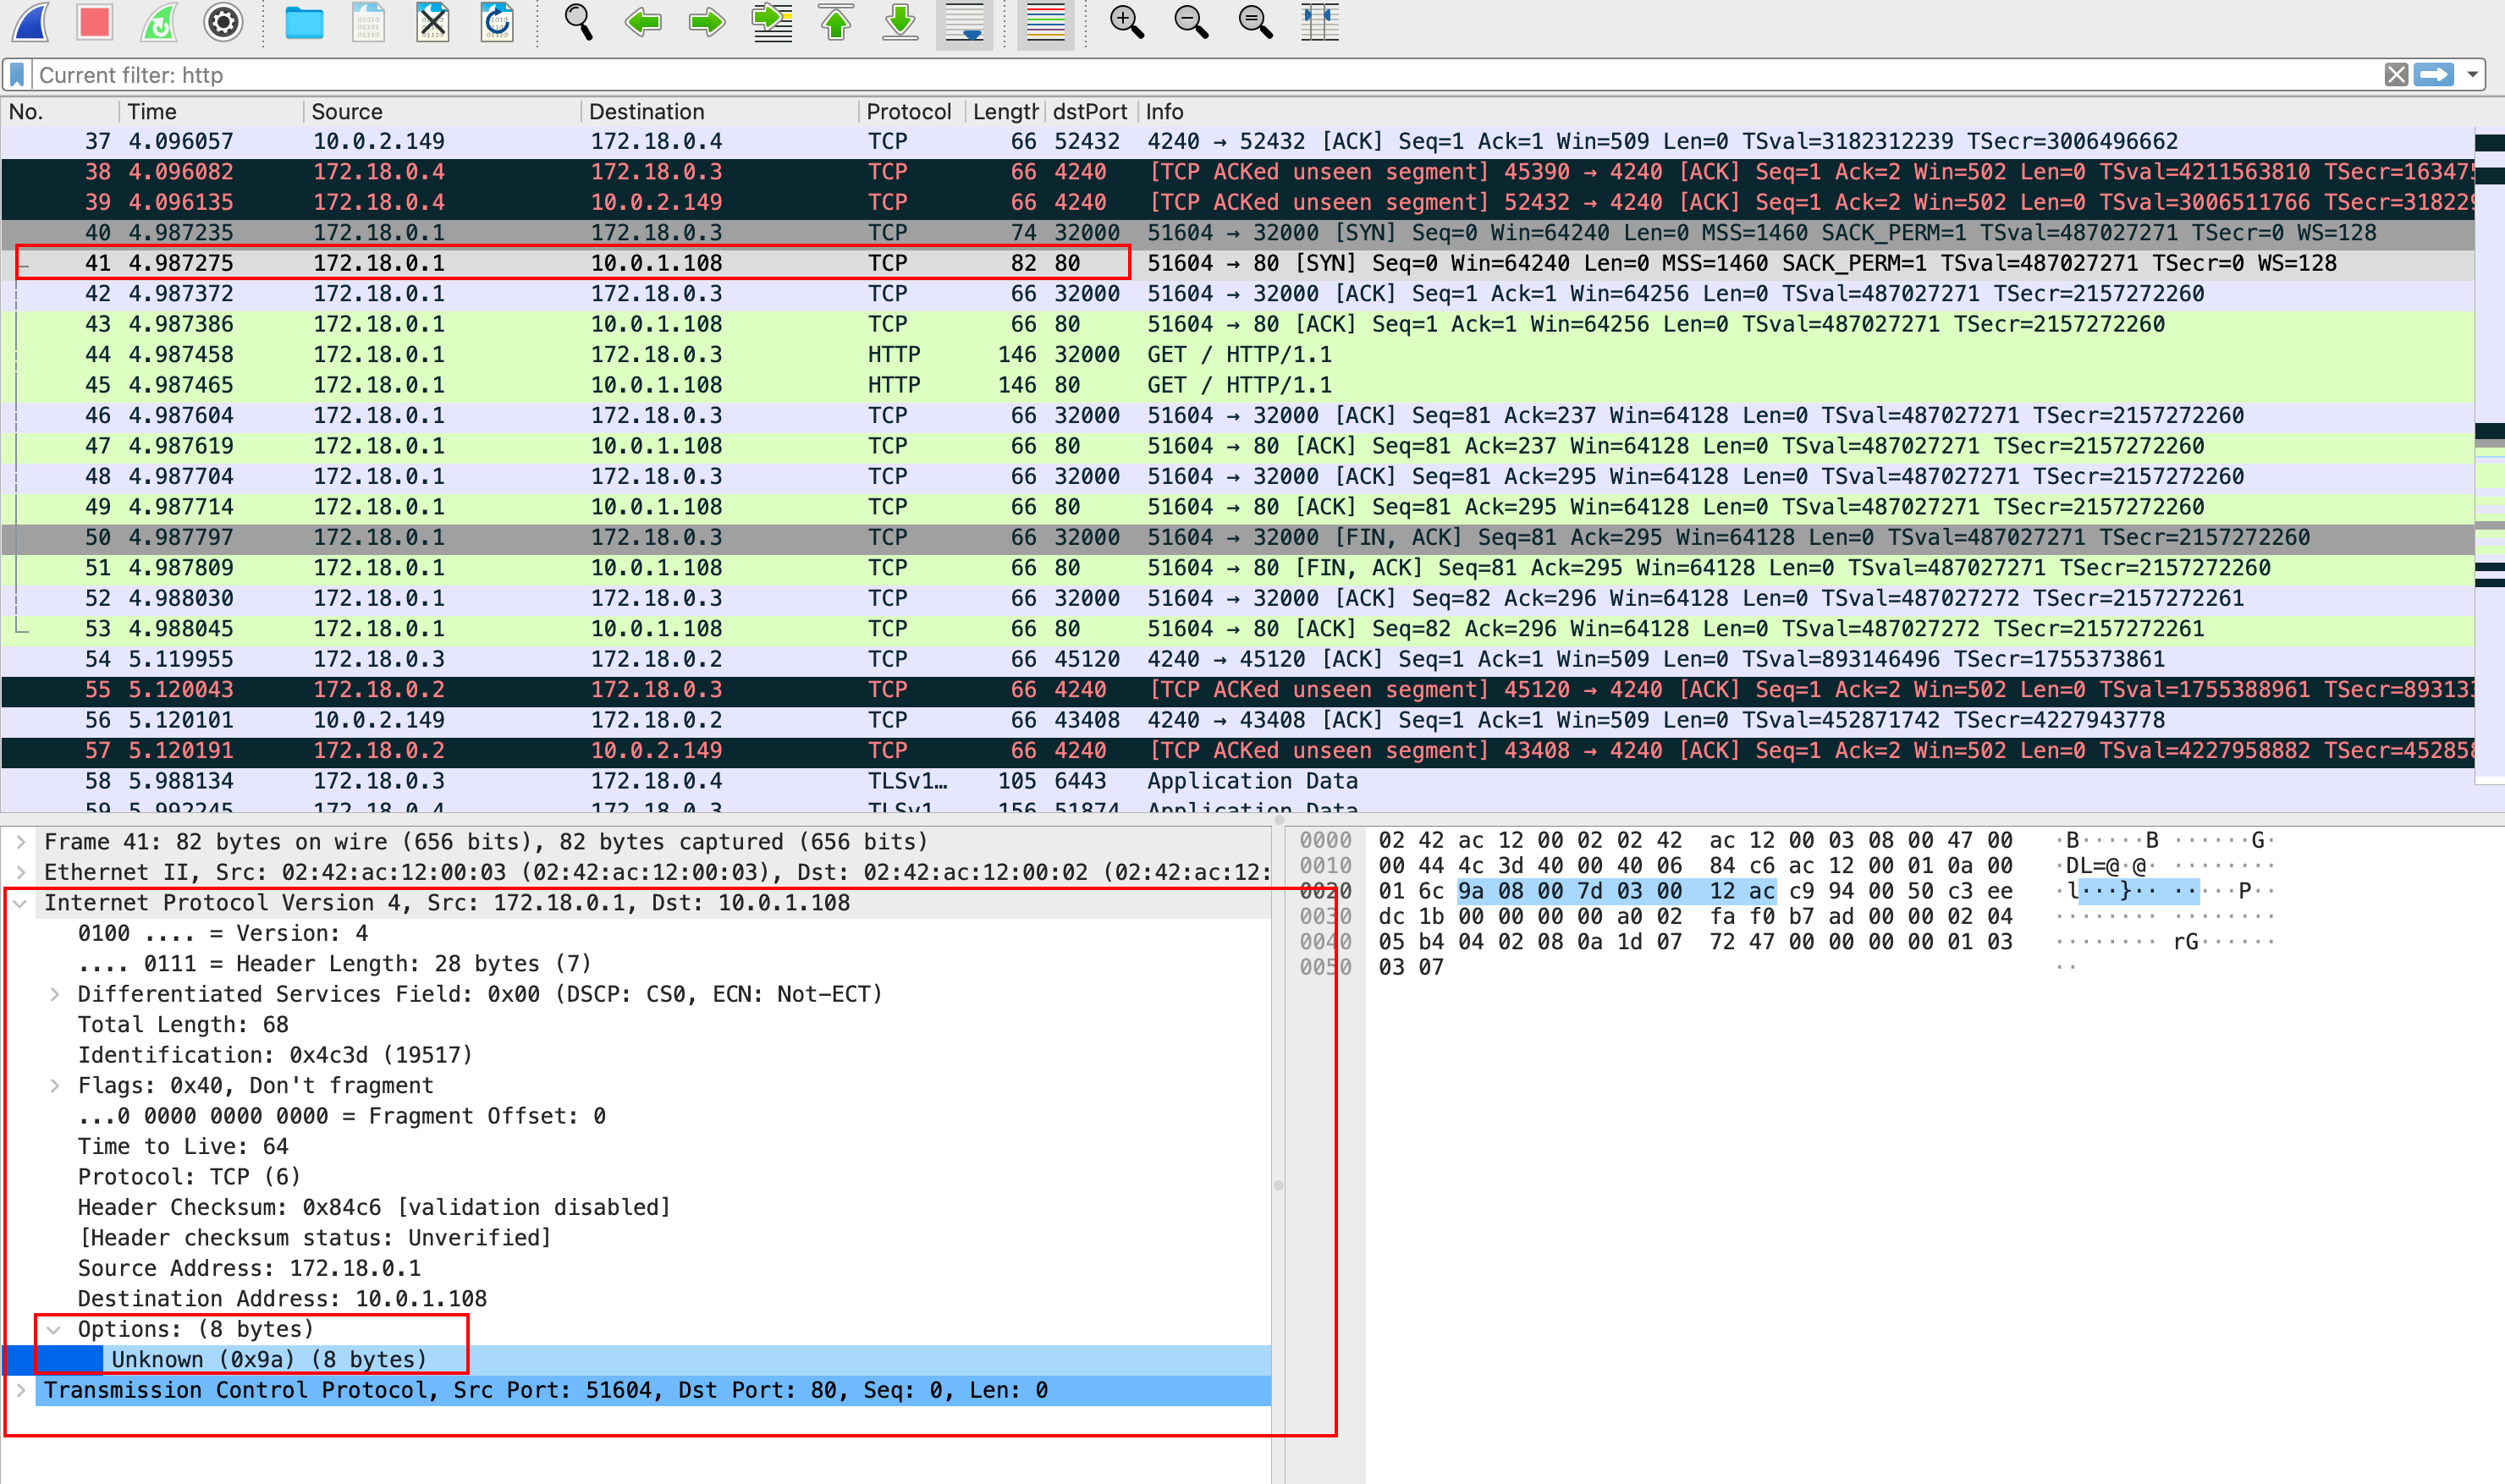 Current filter: http
No. Time Source Destination Protocol Length dstPort Info
37 4.096057 10.0.2.149 172.18.0.4 TCP 66 52432 4240 → 52432 [ACK] Seq=1 Ack=1 Win=509 Len=0 TSval=3182312239 TSecr=3006496662
38 4.096082 172.18.0.4 172.18.0.3 TCP 66 4240 [TCP ACKed unseen segment] 45390 → 4240 [ACK] Seq=1 Ack=2 Win=502 Len=0 TSval=4211563810 TSecr=163475
39 4.096135 172.18.0.4 10.0.2.149 TCP 66 4240 [TCP ACKed unseen segment] 52432 → 4240 [ACK] Seq=1 Ack=2 Win=502 Len=0 TSval=3006511766 TSecr=318229
40 4.987235 172.18.0.1 172.18.0.3 TCP 74 32000 51604 → 32000 [SYN] Seq=0 Win=64240 Len=0 MSS=1460 SACK_PERM=1 TSval=487027271 TSecr=0 WS=128
41 4.987275 172.18.0.1 10.0.1.108 TCP 82 80 51604 → 80 [SYN] Seq=0 Win=64240 Len=0 MSS=1460 SACK_PERM=1 TSval=487027271 TSecr=0 WS=128
42 4.987372 172.18.0.1 172.18.0.3 TCP 66 32000 51604 → 32000 [ACK] Seq=1 Ack=1 Win=64256 Len=0 TSval=487027271 TSecr=2157272260
43 4.987386 172.18.0.1 10.0.1.108 TCP 66 80 51604 → 80 [ACK] Seq=1 Ack=1 Win=64256 Len=0 TSval=487027271 TSecr=2157272260
44 4.987458 172.18.0.1 172.18.0.3 HTTP 146 32000 GET / HTTP/1.1
45 4.987465 172.18.0.1 10.0.1.108 HTTP 146 80 GET / HTTP/1.1
46 4.987604 172.18.0.1 172.18.0.3 TCP 66 32000 51604 → 32000 [ACK] Seq=81 Ack=237 Win=64128 Len=0 TSval=487027271 TSecr=2157272260
47 4.987619 172.18.0.1 10.0.1.108 TCP 66 80 51604 → 80 [ACK] Seq=81 Ack=237 Win=64128 Len=0 TSval=487027271 TSecr=2157272260
48 4.987704 172.18.0.1 172.18.0.3 TCP 66 32000 51604 → 32000 [ACK] Seq=81 Ack=295 Win=64128 Len=0 TSval=487027271 TSecr=2157272260
49 4.987714 172.18.0.1 10.0.1.108 TCP 66 80 51604 → 80 [ACK] Seq=81 Ack=295 Win=64128 Len=0 TSval=487027271 TSecr=2157272260
50 4.987797 172.18.0.1 172.18.0.3 TCP 66 32000 51604 → 32000 [FIN, ACK] Seq=81 Ack=295 Win=64128 Len=0 TSval=487027271 TSecr=2157272260
51 4.987809 172.18.0.1 10.0.1.108 TCP 66 80 51604 → 80 [FIN, ACK] Seq=81 Ack=295 Win=64128 Len=0 TSval=487027271 TSecr=2157272260
52 4.988030 172.18.0.1 172.18.0.3 TCP 66 32000 51604 → 32000 [ACK] Seq=82 Ack=296 Win=64128 Len=0 TSval=487027272 TSecr=2157272261
53 4.988045 172.18.0.1 10.0.1.108 TCP 66 80 51604 → 80 [ACK] Seq=82 Ack=296 Win=64128 Len=0 TSval=487027272 TSecr=2157272261
54 5.119955 172.18.0.3 172.18.0.2 TCP 66 45120 4240 → 45120 [ACK] Seq=1 Ack=1 Win=509 Len=0 TSval=893146496 TSecr=1755373861
55 5.120043 172.18.0.2 172.18.0.3 TCP 66 4240 [TCP ACKed unseen segment] 45120 → 4240 [ACK] Seq=1 Ack=2 Win=502 Len=0 TSval=1755388961 TSecr=893133
56 5.120101 10.0.2.149 172.18.0.2 TCP 66 43408 4240 → 43408 [ACK] Seq=1 Ack=1 Win=509 Len=0 TSval=452871742 TSecr=4227943778
57 5.120191 172.18.0.2 10.0.2.149 TCP 66 4240 [TCP ACKed unseen segment] 43408 → 4240 [ACK] Seq=1 Ack=2 Win=502 Len=0 TSval=4227958882 TSecr=452858
58 5.988134 172.18.0.3 172.18.0.4 TLSv1… 105 6443 Application Data
59 5.992245 172.18.0.4 172.18.0.3 TLSv1 156 51874 Application Data
Frame 41: 82 bytes on wire (656 bits), 82 bytes captured (656 bits)
Ethernet II, Src: 02:42:ac:12:00:03 (02:42:ac:12:00:03), Dst: 02:42:ac:12:00:02 (02:42:ac:12:
Internet Protocol Version 4, Src: 172.18.0.1, Dst: 10.0.1.108
0100 .... = Version: 4
.... 0111 = Header Length: 28 bytes (7)
Differentiated Services Field: 0x00 (DSCP: CS0, ECN: Not-ECT)
Total Length: 68
Identification: 0x4c3d (19517)
Flags: 0x40, Don't fragment
...0 0000 0000 0000 = Fragment Offset: 0
Time to Live: 64
Protocol: TCP (6)
Header Checksum: 0x84c6 [validation disabled]
[Header checksum status: Unverified]
Source Address: 172.18.0.1
Destination Address: 10.0.1.108
Options: (8 bytes)
Unknown (0x9a) (8 bytes)
Transmission Control Protocol, Src Port: 51604, Dst Port: 80, Seq: 0, Len: 0
0000 02 42 ac 12 00 02 02 42 ac 12 00 03 08 00 47 00 ·B·····B ······G·
0010 00 44 4c 3d 40 00 40 06 84 c6 ac 12 00 01 0a 00 ·DL=@·@· ········
0020 01 6c 9a 08 00 7d 03 00 12 ac c9 94 00 50 c3 ee ·l···}·· ·····P··
0030 dc 1b 00 00 00 00 a0 02 fa f0 b7 ad 00 00 02 04 ········ ········
0040 05 b4 04 02 08 0a 1d 07 72 47 00 00 00 00 01 03 ········ rG······
0050 03 07 ··